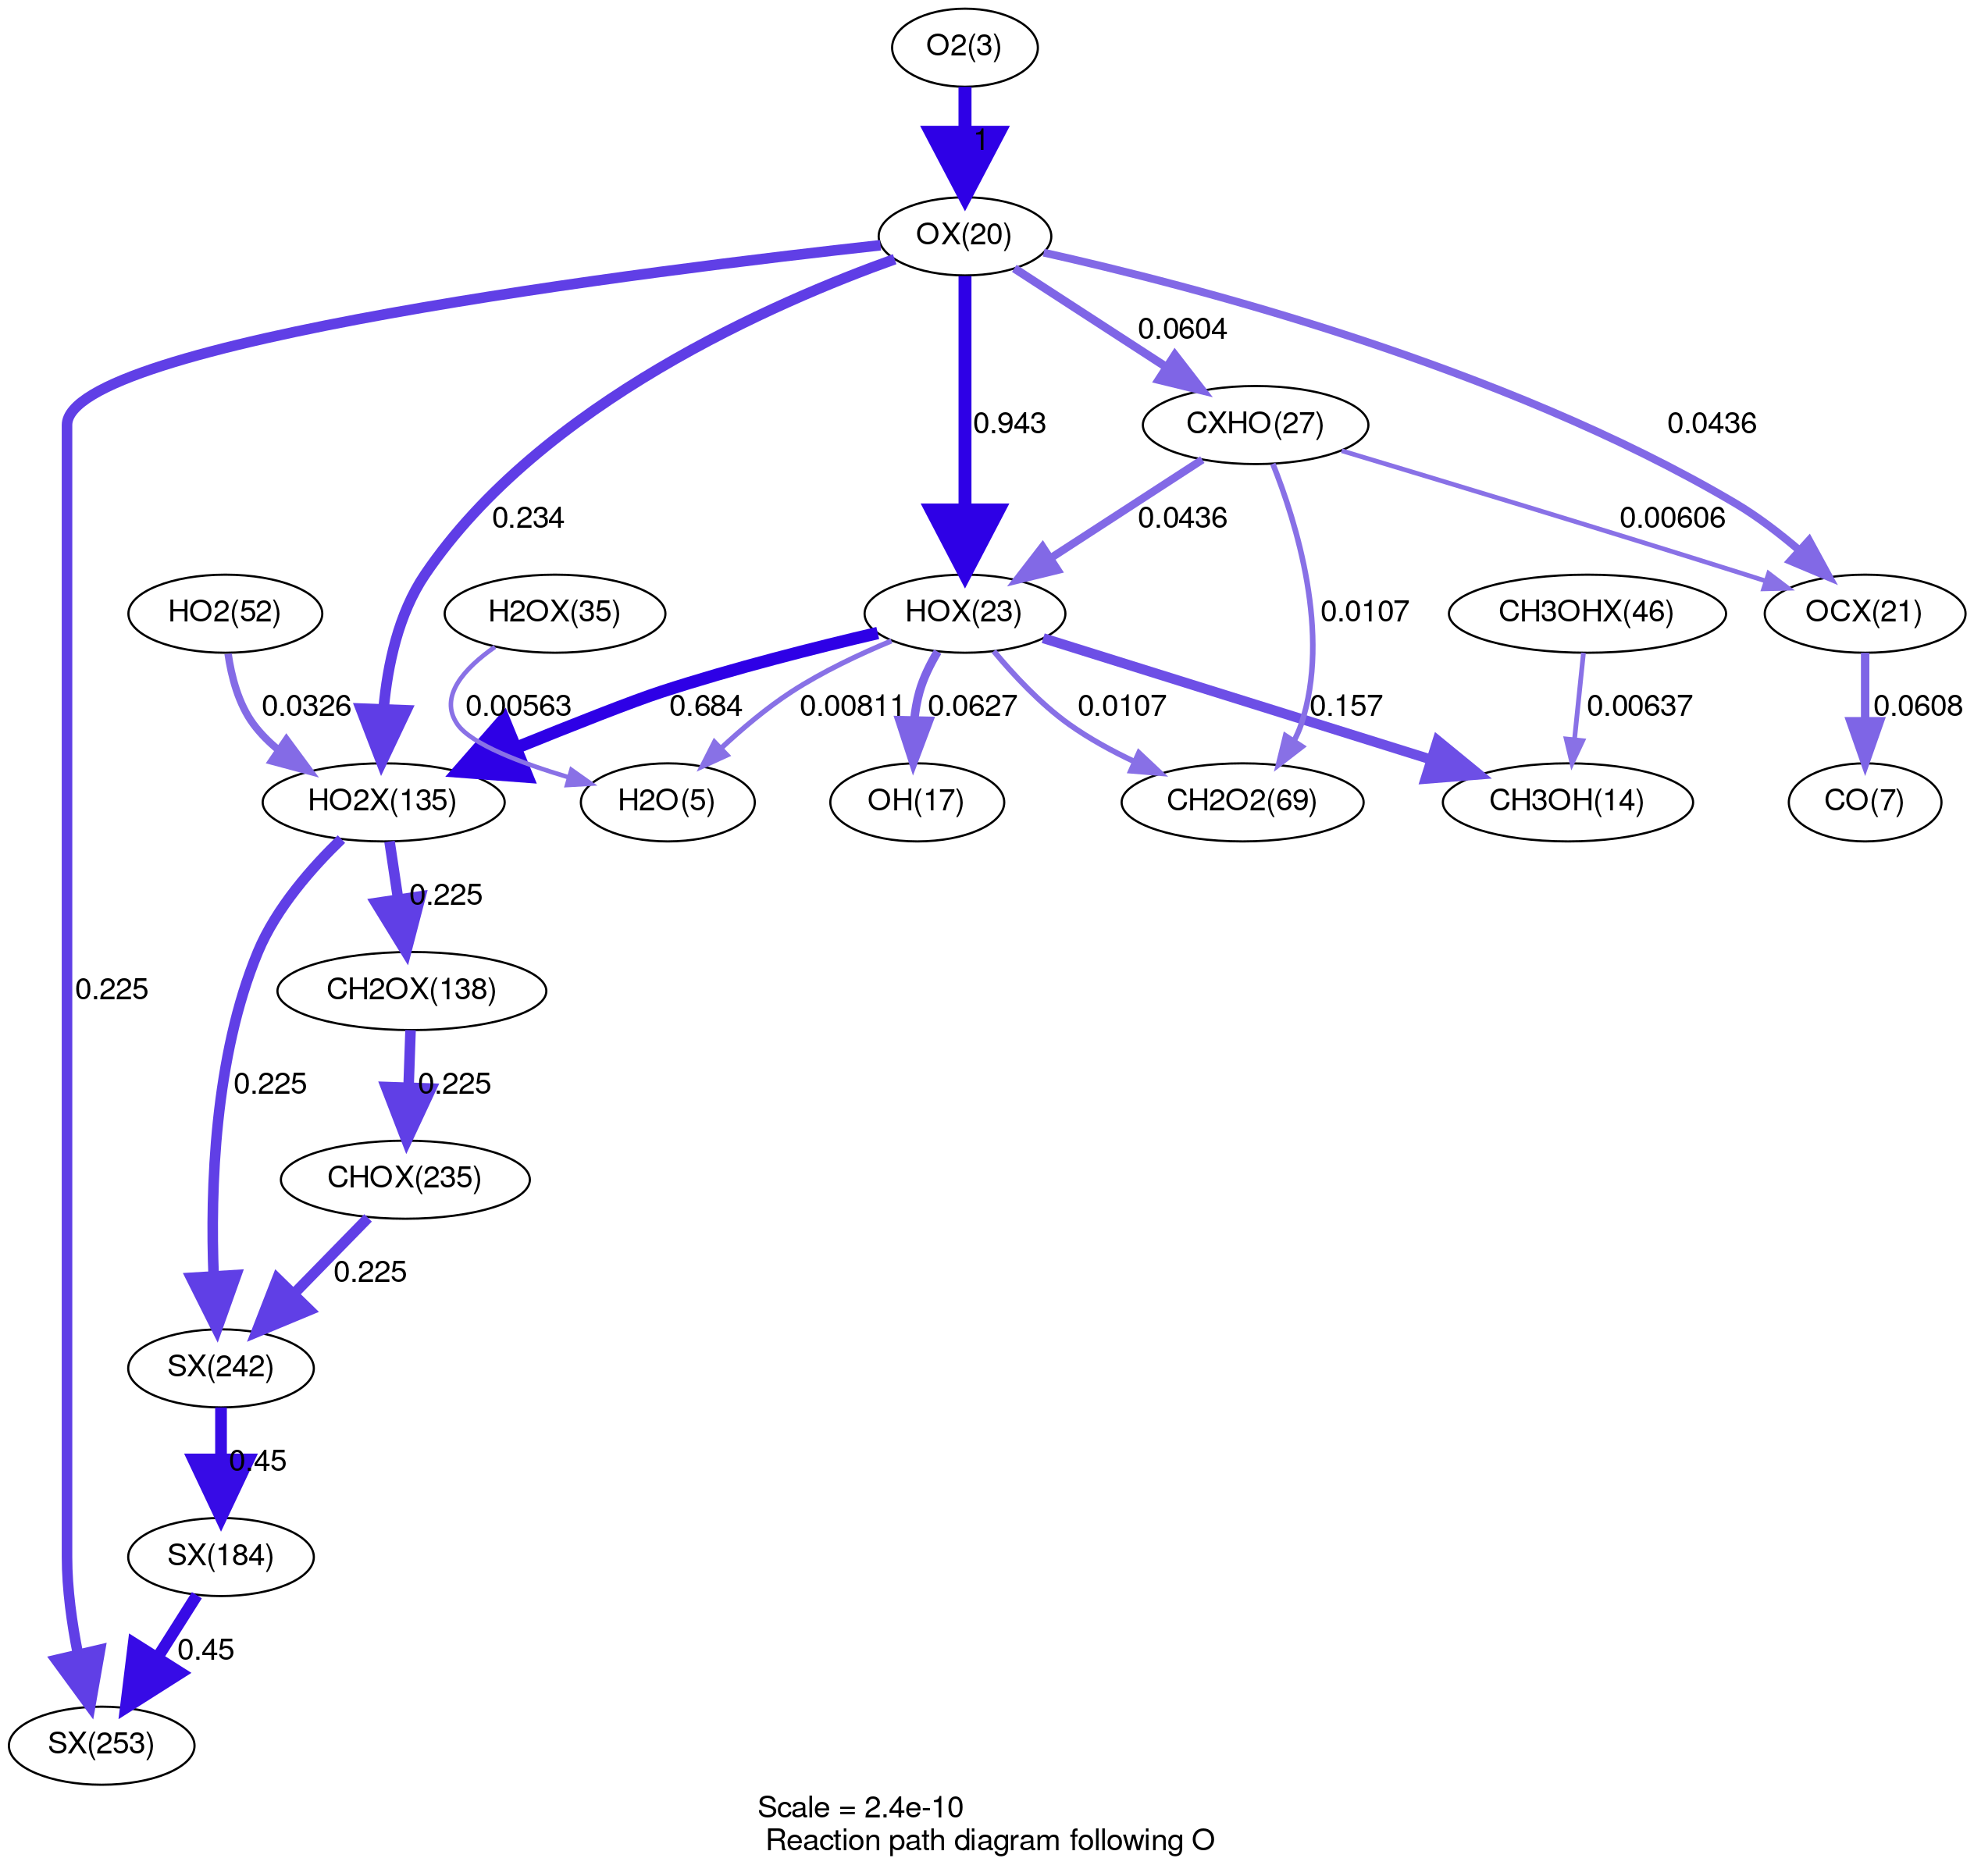 O2(3)
1
OX(20)
0.0604
0.943
0.0436
CXHO(27)
0.234
0.0436
0.00606
HO2(52)
H2OX(35)
HOX(23)
0.0107
CH3OHX(46)
OCX(21)
0.0326
0.00563
0.684
0.00811
0.0627
0.0107
0.157
0.00637
0.0608
HO2X(135)
H2O(5)
OH(17)
CH2O2(69)
CH3OH(14)
CO(7)
0.225
0.225
CH2OX(138)
0.225
0.225
CHOX(235)
0.225
SX(242)
0.45
SX(184)
0.45
SX(253)
Scale = 2.4e-10
Reaction path diagram following O